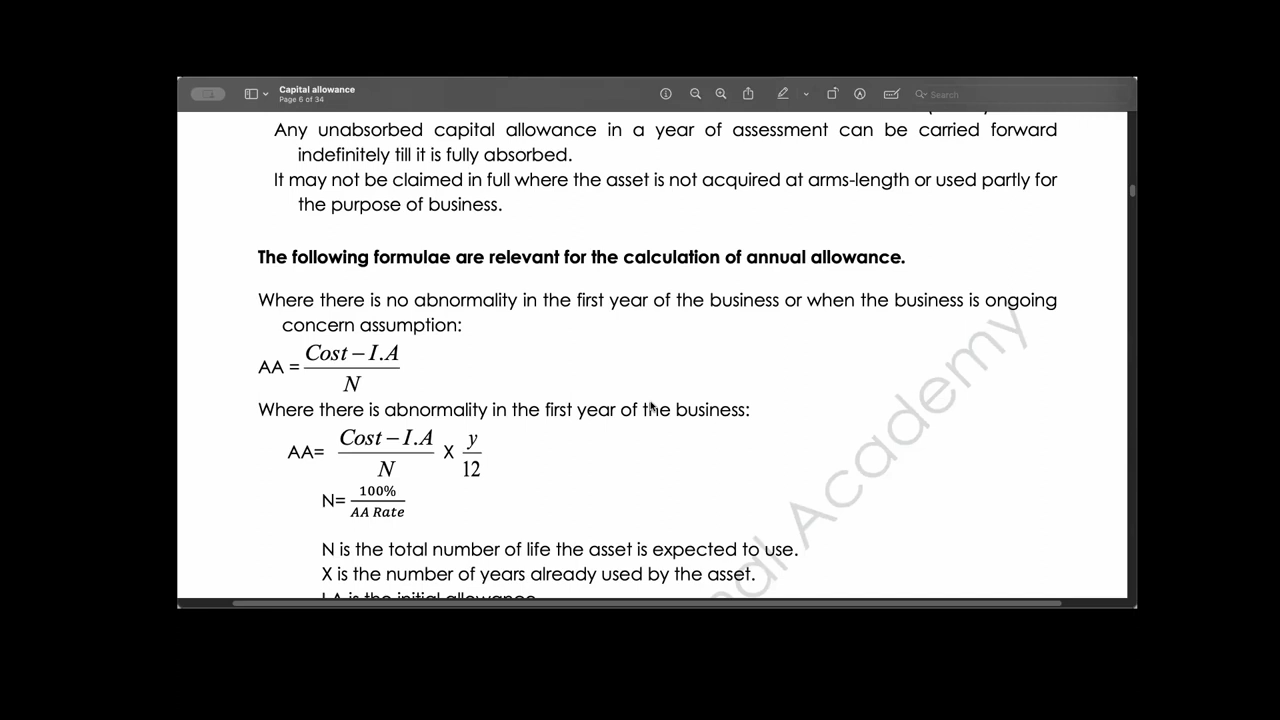 Capital allowance
Page 6 of 34
Search
Any unabsorbed capital allowance in a year of assessment can be carried forward
indefinitely till it is fully absorbed.
It may not be claimed in full where the asset is not acquired at arms-length or used partly for
the purpose of business.
The following formulae are relevant for the calculation of annual allowance.
Where there is no abnormality in the first year of the business or when the business is ongoing
concern assumption:
AA = Cost – I.A / N
Where there is abnormality in the first year of the business:
AA= Cost – I.A / N X y / 12
N= 100% / AA Rate
N is the total number of life the asset is expected to use.
X is the number of years already used by the asset.
I.A is the initial allowance
Academy